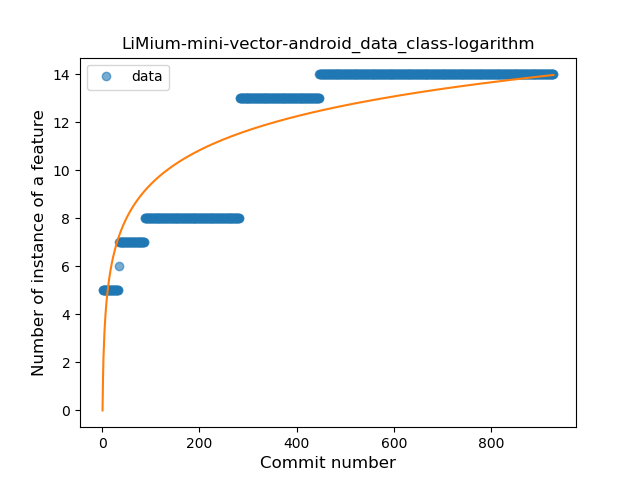 LiMium-mini-vector-android_data_class-logarithm
data
Number of instance of a feature
14
12
10
8
6
4
2
0
0 200 400 600 800
Commit number